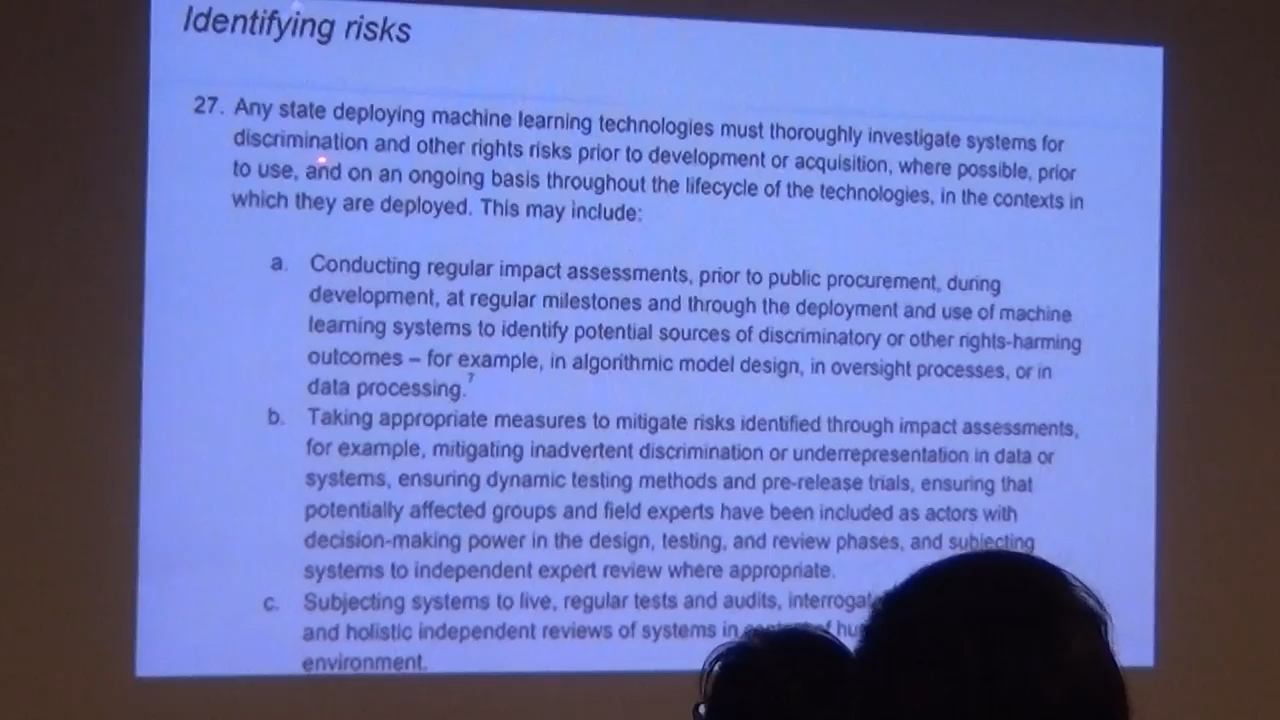 Identifying risks
27. Any state deploying machine learning technologies must thoroughly investigate systems for
discrimination and other rights risks prior to development or acquisition, where possible, prior
to use, and on an ongoing basis throughout the lifecycle of the technologies, in the contexts in
which they are deployed. This may include:
a. Conducting regular impact assessments, prior to public procurement, during
development, at regular milestones and through the deployment and use of machine
learning systems to identify potential sources of discriminatory or other rights-harming
outcomes – for example, in algorithmic model design, in oversight processes, or in
data processing.7
b. Taking appropriate measures to mitigate risks identified through impact assessments,
for example, mitigating inadvertent discrimination or underrepresentation in data or
systems, ensuring dynamic testing methods and pre-release trials, ensuring that
potentially affected groups and field experts have been included as actors with
decision-making power in the design, testing, and review phases, and subjecting
systems to independent expert review where appropriate.
c. Subjecting systems to live, regular tests and audits,
and holistic independent reviews of systems in
environment.